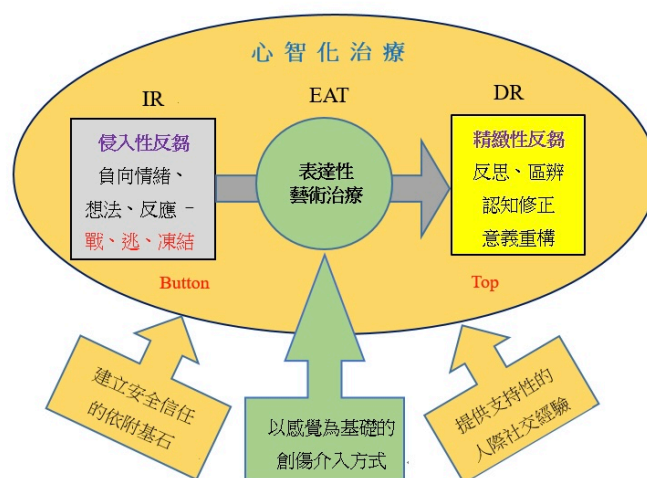 心智化治療
IR
EAT
DR
侵入性反芻
負向情緒、
想法、反應 -
戰、逃、凍結
表達性
藝術治療
精緻性反芻
反思、區辨
認知修正
意義重構
Button
Top
建立安全信任
的依附基石
以感覺為基礎的
創傷介入方式
提供支持性的
人際社交經驗